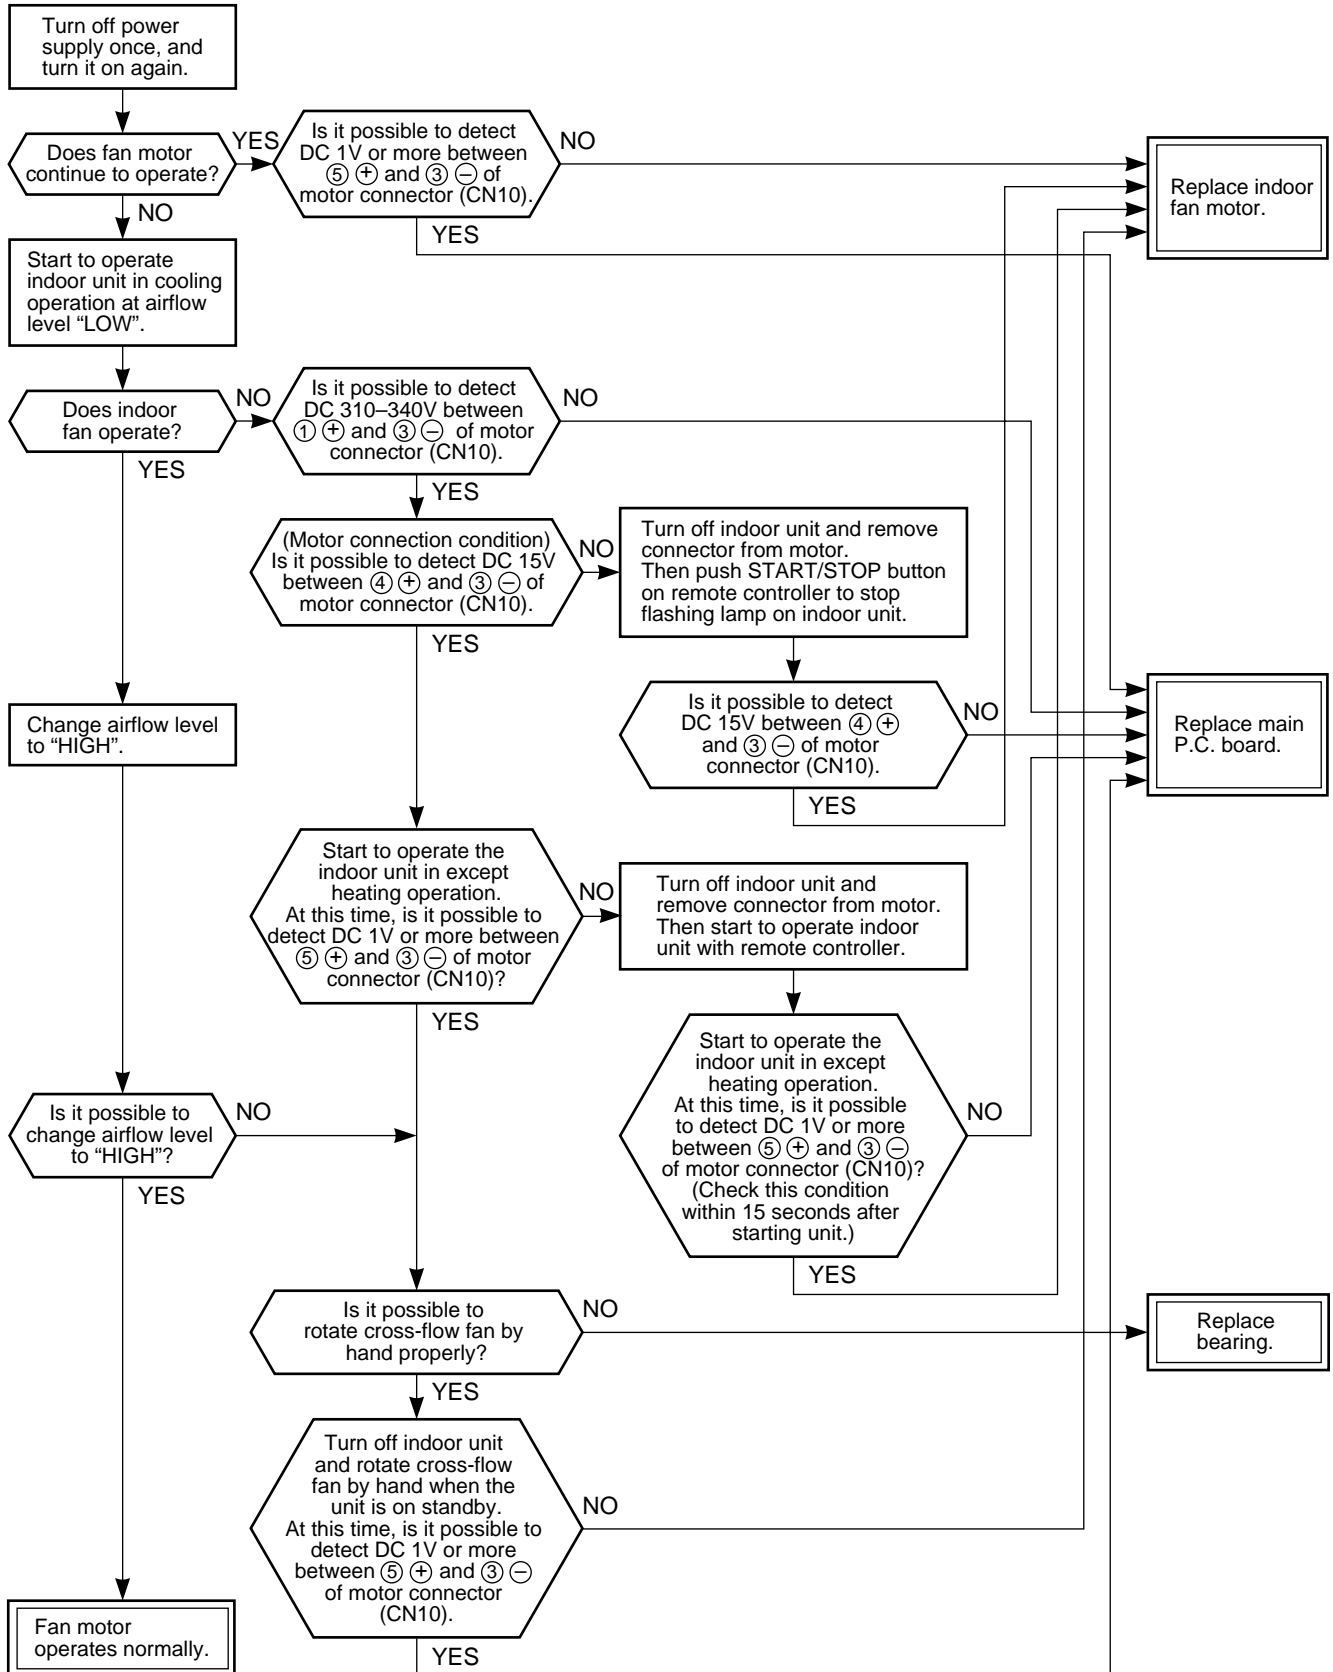 Turn off power
supply once, and
turn it on again.
Does fan motor
continue to operate?
YES
NO
Is it possible to detect
DC 1V or more between
⑤ ⊕ and ③ ⊖ of
motor connector (CN10).
NO
YES
Replace indoor
fan motor.
Start to operate
indoor unit in cooling
operation at airflow
level “LOW”.
Does indoor
fan operate?
NO
YES
Is it possible to detect
DC 310–340V between
① ⊕ and ③ ⊖ of motor
connector (CN10).
NO
YES
(Motor connection condition)
Is it possible to detect DC 15V
between ④ ⊕ and ③ ⊖ of
motor connector (CN10).
NO
YES
Turn off indoor unit and remove
connector from motor.
Then push START/STOP button
on remote controller to stop
flashing lamp on indoor unit.
Is it possible to detect
DC 15V between ④ ⊕
and ③ ⊖ of motor
connector (CN10).
NO
YES
Replace main
P.C. board.
Change airflow level
to “HIGH”.
Start to operate the
indoor unit in except
heating operation.
At this time, is it possible to
detect DC 1V or more between
⑤ ⊕ and ③ ⊖ of motor
connector (CN10)?
NO
YES
Turn off indoor unit and
remove connector from motor.
Then start to operate indoor
unit with remote controller.
Start to operate the
indoor unit in except
heating operation.
At this time, is it possible
to detect DC 1V or more
between ⑤ ⊕ and ③ ⊖
of motor connector (CN10)?
(Check this condition
within 15 seconds after
starting unit.)
NO
YES
Is it possible to
change airflow level
to “HIGH”?
NO
YES
Is it possible to
rotate cross-flow fan by
hand properly?
NO
YES
Replace
bearing.
Turn off indoor unit
and rotate cross-flow
fan by hand when the
unit is on standby.
At this time, is it possible to
detect DC 1V or more
between ⑤ ⊕ and ③ ⊖
of motor connector
(CN10).
NO
YES
Fan motor
operates normally.